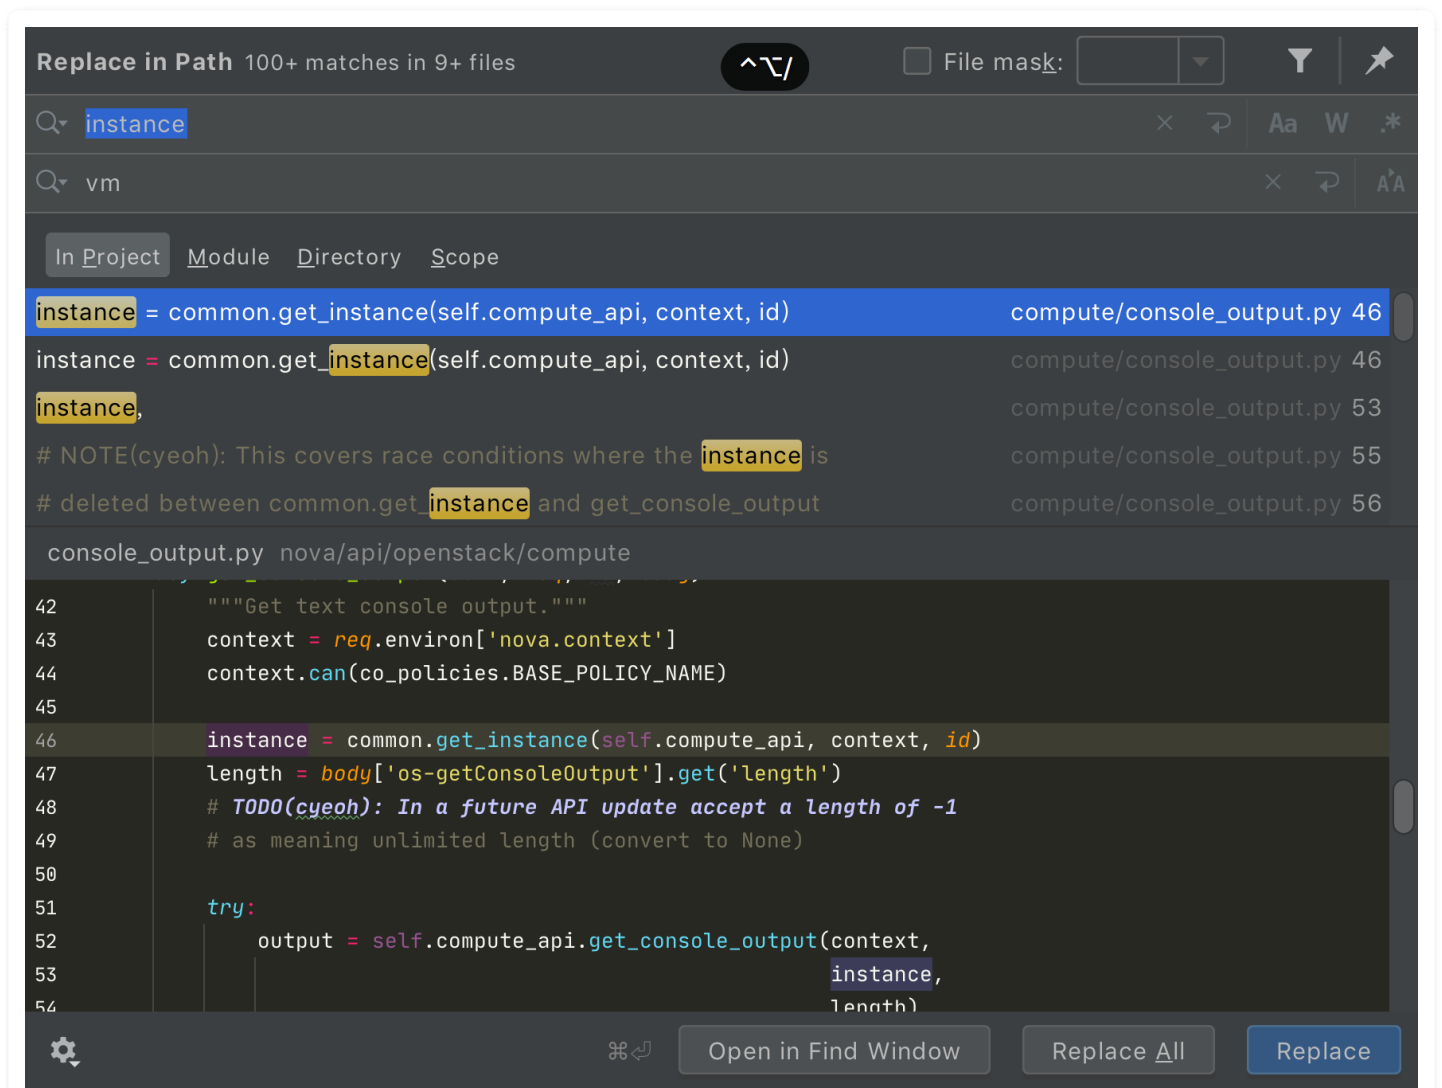 Replace in Path 100+ matches in 9+ files ⌃⌥/ File mask:
instance Aa W .*
vm AA
In Project Module Directory Scope
instance = common.get_instance(self.compute_api, context, id) compute/console_output.py 46
instance = common.get_instance(self.compute_api, context, id) compute/console_output.py 46
instance, compute/console_output.py 53
# NOTE(cyeoh): This covers race conditions where the instance is compute/console_output.py 55
# deleted between common.get_instance and get_console_output compute/console_output.py 56
console_output.py nova/api/openstack/compute
42 """Get text console output."""
43 context = req.environ['nova.context']
44 context.can(co_policies.BASE_POLICY_NAME)
45
46 instance = common.get_instance(self.compute_api, context, id)
47 length = body['os-getConsoleOutput'].get('length')
48 # TODO(cyeoh): In a future API update accept a length of -1
49 # as meaning unlimited length (convert to None)
50
51 try:
52 output = self.compute_api.get_console_output(context,
53 instance,
54 length)
⌘⏎ Open in Find Window Replace All Replace